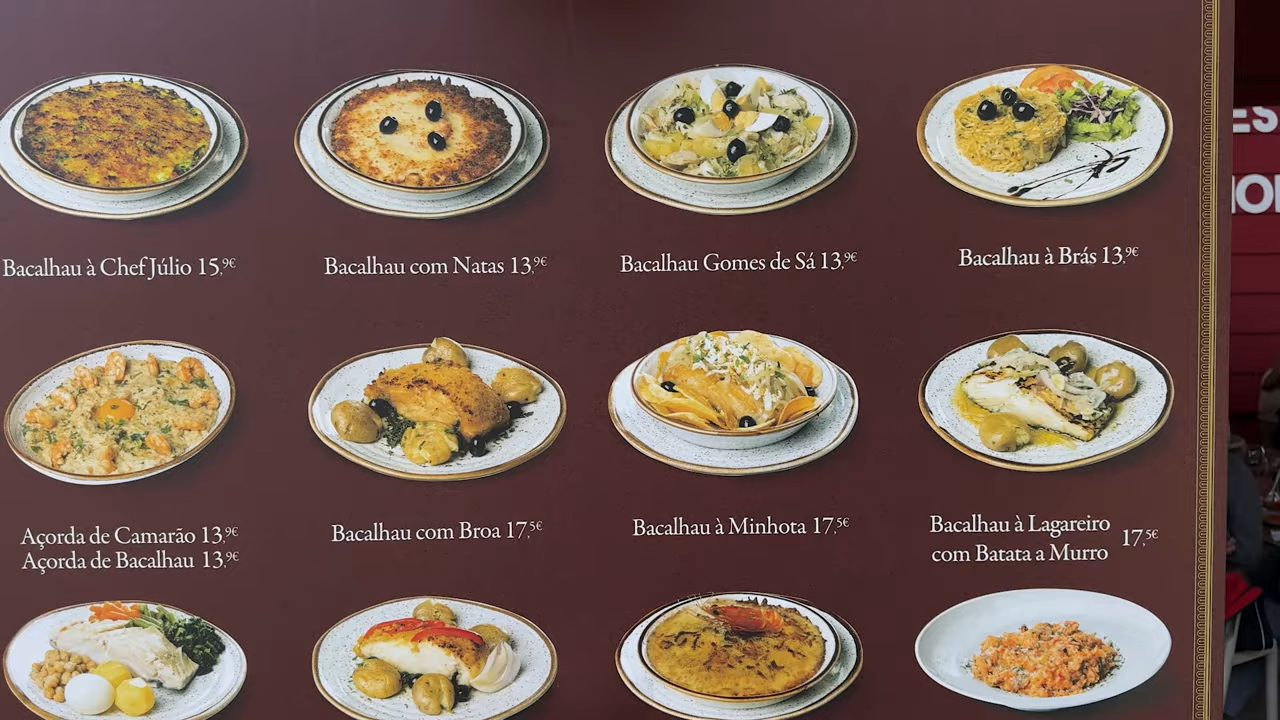 Bacalhau à Chef Júlio 15,9€
Bacalhau com Natas 13,9€
Bacalhau Gomes de Sá 13,9€
Bacalhau à Brás 13,9€
Açorda de Camarão 13,9€
Açorda de Bacalhau 13,9€
Bacalhau com Broa 17,5€
Bacalhau à Minhota 17,5€
Bacalhau à Lagareiro
com Batata a Murro 17,5€